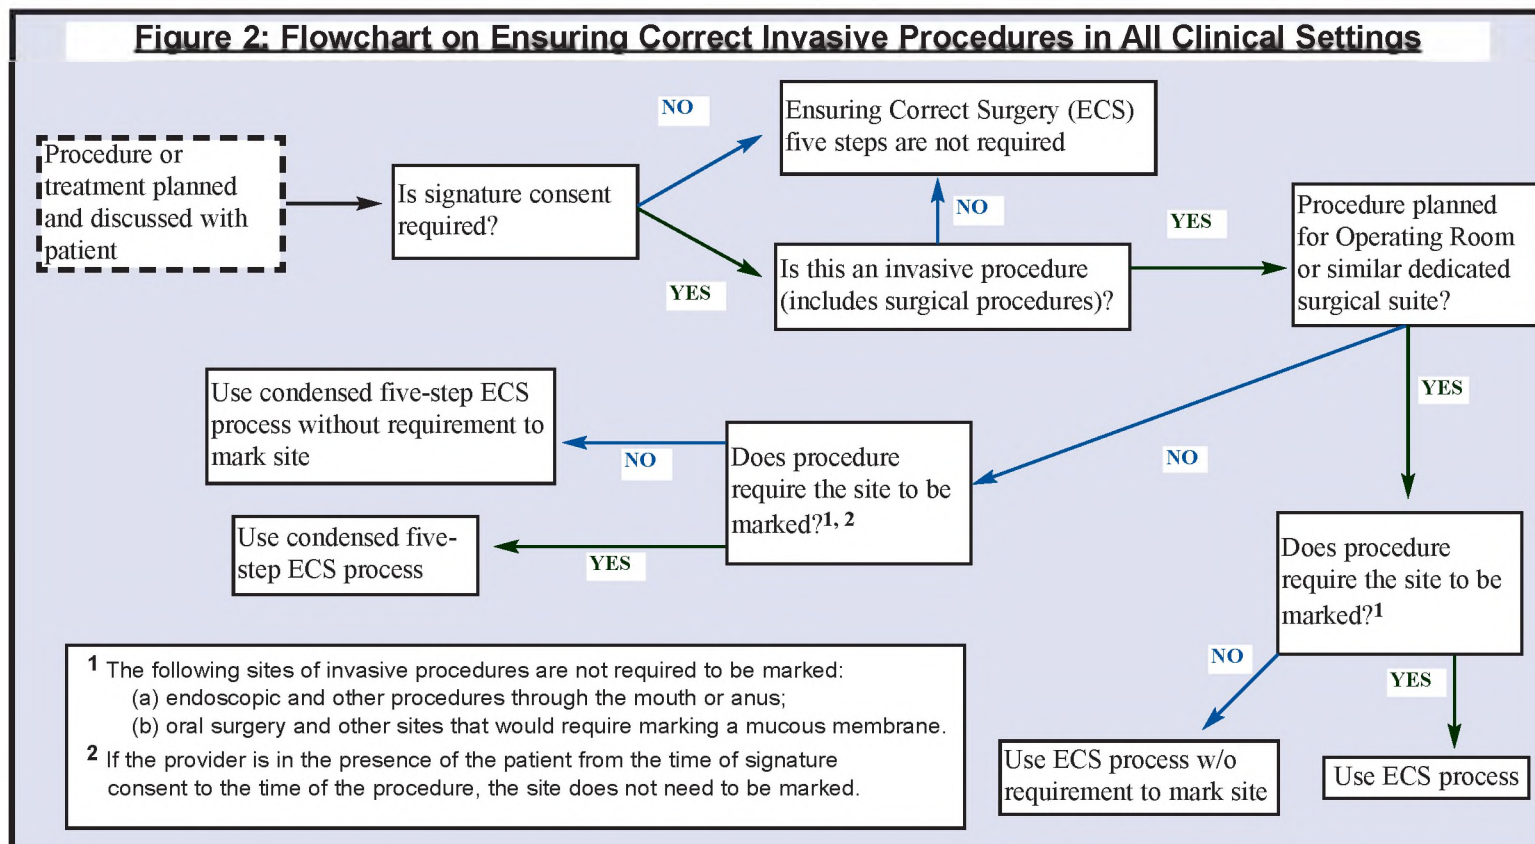 Figure 2: Flowchart on Ensuring Correct Invasive Procedures in All Clinical Settings
Procedure or
treatment planned
and discussed with
patient
Is signature consent
required?
NO
Ensuring Correct Surgery (ECS)
five steps are not required
YES
Is this an invasive procedure
(includes surgical procedures)?
NO
YES
Procedure planned
for Operating Room
or similar dedicated
surgical suite?
NO
YES
Does procedure
require the site to be
marked?1, 2
NO
Use condensed five-step ECS
process without requirement to
mark site
YES
Use condensed five-
step ECS process
Does procedure
require the site to be
marked?1
NO
Use ECS process w/o
requirement to mark site
YES
Use ECS process
1 The following sites of invasive procedures are not required to be marked:
(a) endoscopic and other procedures through the mouth or anus;
(b) oral surgery and other sites that would require marking a mucous membrane.
2 If the provider is in the presence of the patient from the time of signature
consent to the time of the procedure, the site does not need to be marked.